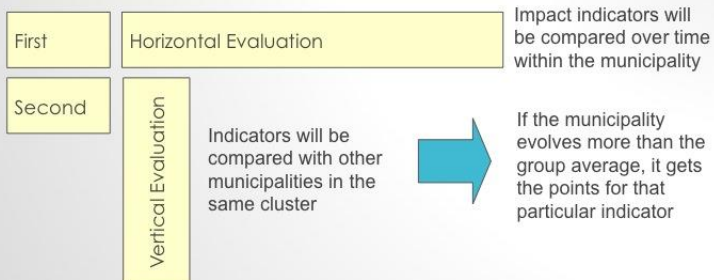 First
Horizontal Evaluation
Impact indicators will
be compared over time
within the municipality
Second
Vertical Evaluation
Indicators will be
compared with other
municipalities in the
same cluster
If the municipality
evolves more than the
group average, it gets
the points for that
particular indicator